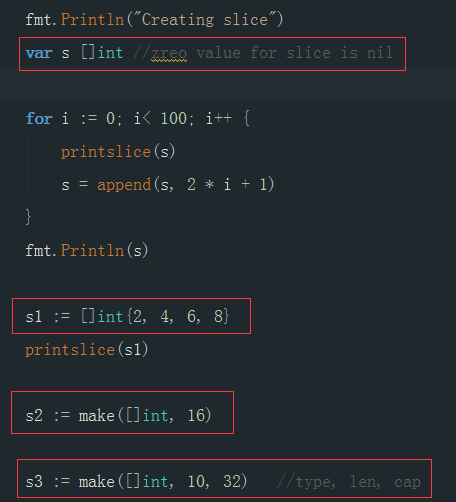 fmt.Println("Creating slice")
var s []int //zreo value for slice is nil
for i := 0; i< 100; i++ {
printslice(s)
s = append(s, 2 * i + 1)
}
fmt.Println(s)
s1 := []int{2, 4, 6, 8}
printslice(s1)
s2 := make([]int, 16)
s3 := make([]int, 10, 32) //type, len, cap